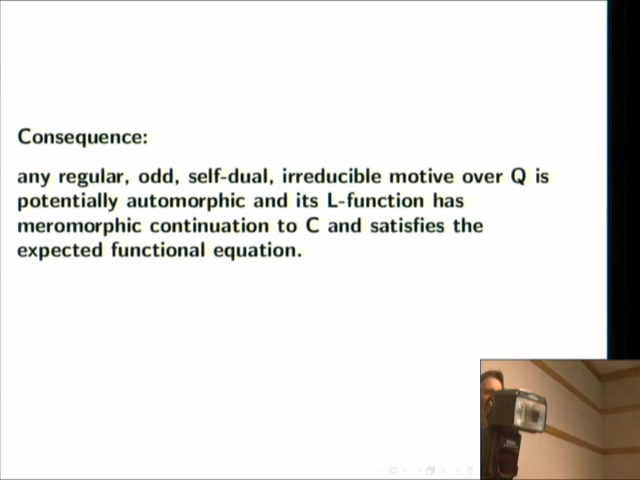 Consequence:
any regular, odd, self-dual, irreducible motive over Q is
potentially automorphic and its L-function has
meromorphic continuation to C and satisfies the
expected functional equation.